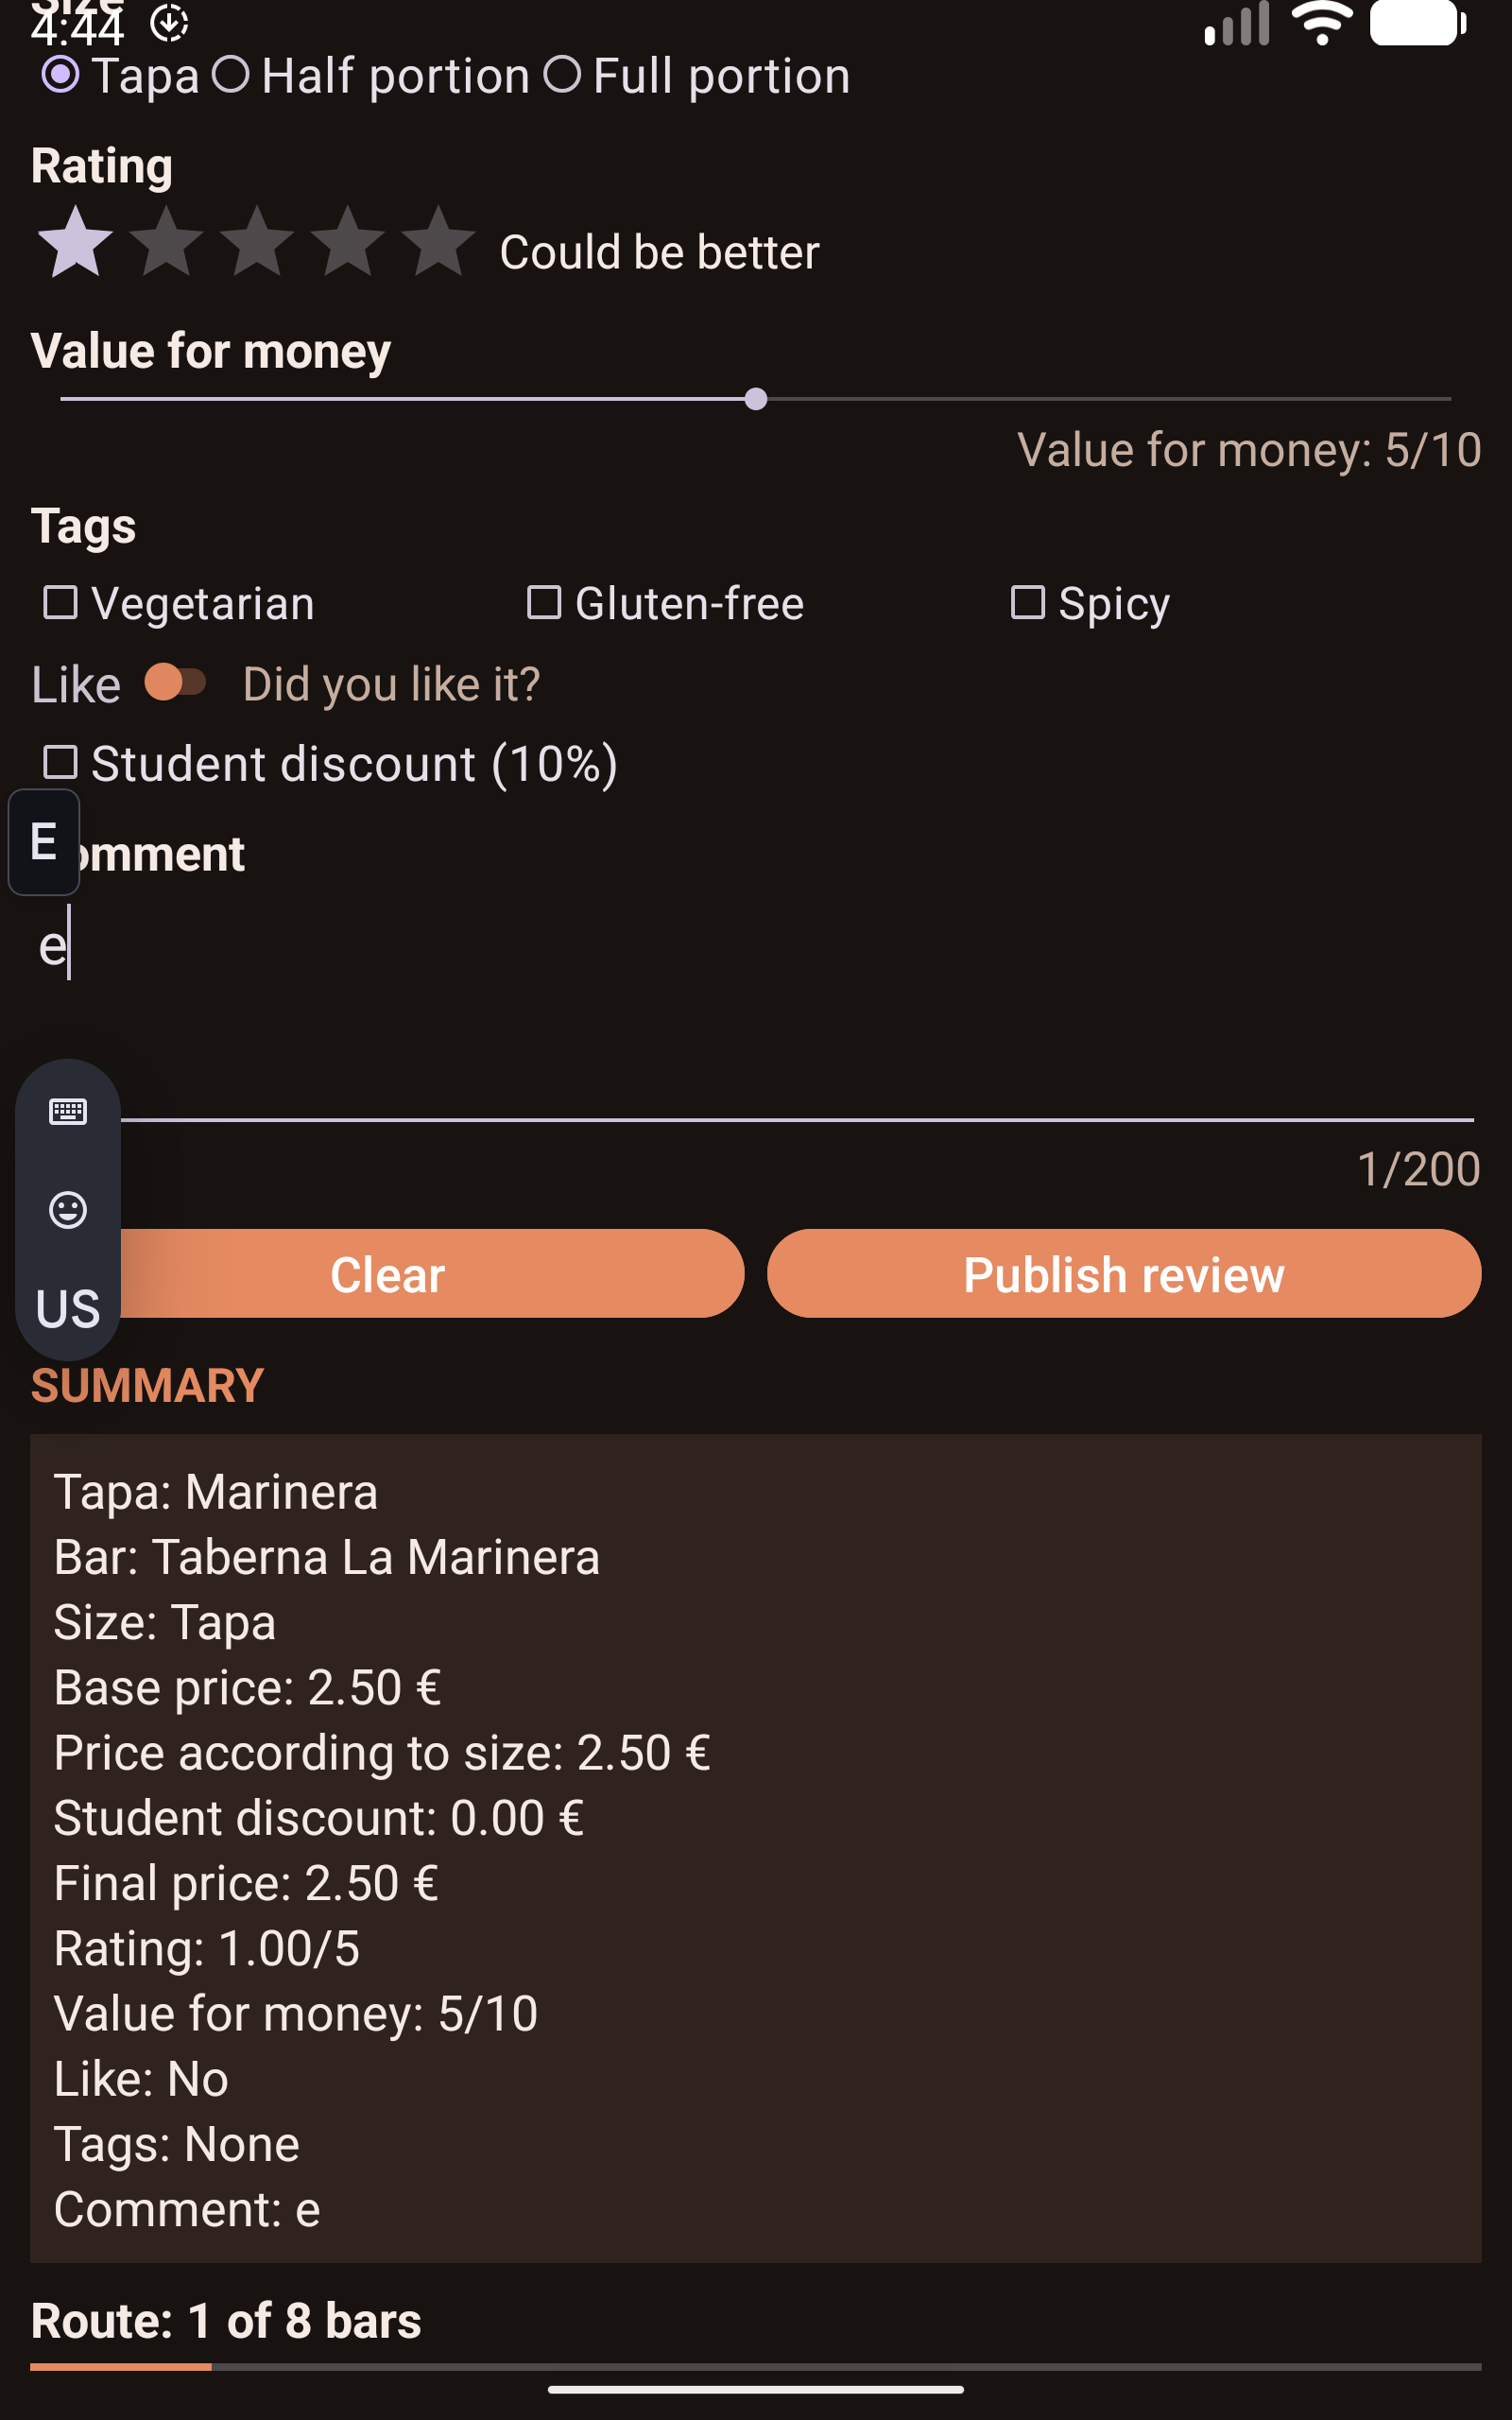 Size
4:44
Tapa Half portion Full portion
Rating
Could be better
Value for money
Value for money: 5/10
Tags
Vegetarian Gluten-free Spicy
Like Did you like it?
Student discount (10%)
E
omment
e
1/200
Clear Publish review
US
SUMMARY
Tapa: Marinera
Bar: Taberna La Marinera
Size: Tapa
Base price: 2.50 €
Price according to size: 2.50 €
Student discount: 0.00 €
Final price: 2.50 €
Rating: 1.00/5
Value for money: 5/10
Like: No
Tags: None
Comment: e
Route: 1 of 8 bars